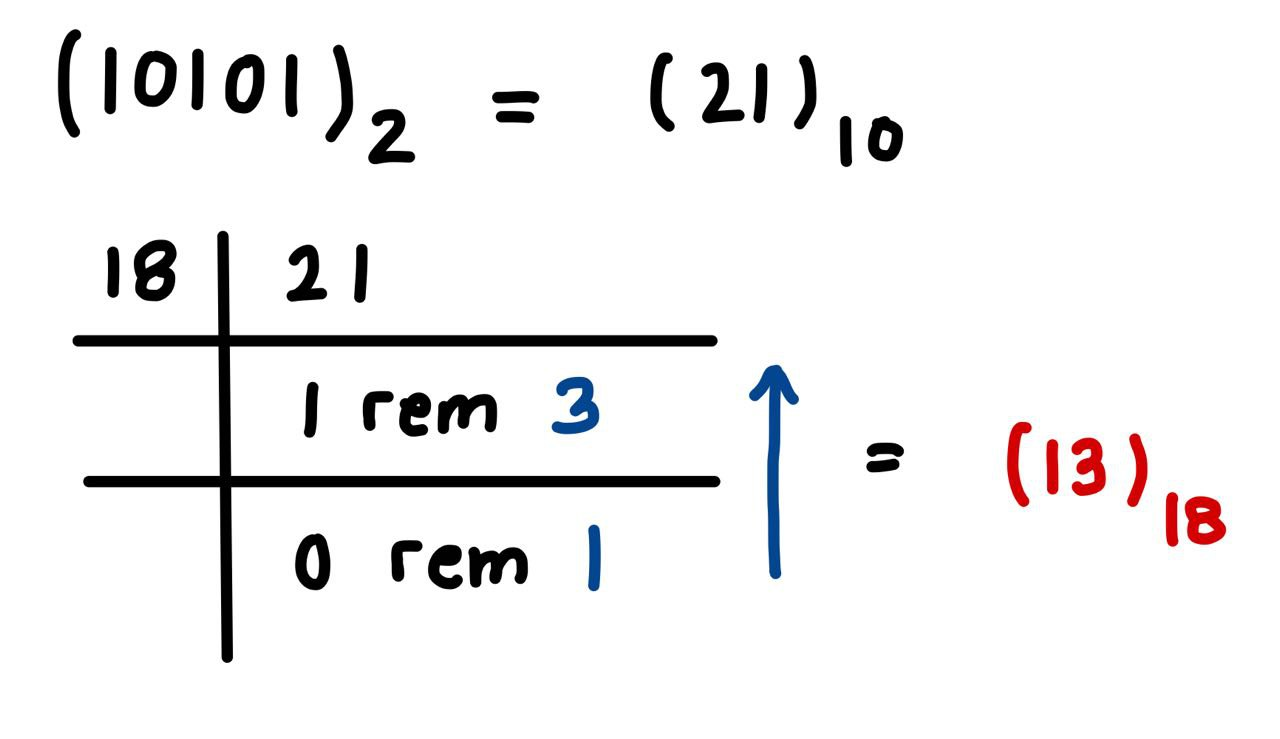 (10101)₂ = (21)₁₀
18 | 21
1 rem 3
= (13)₁₈
0 rem 1